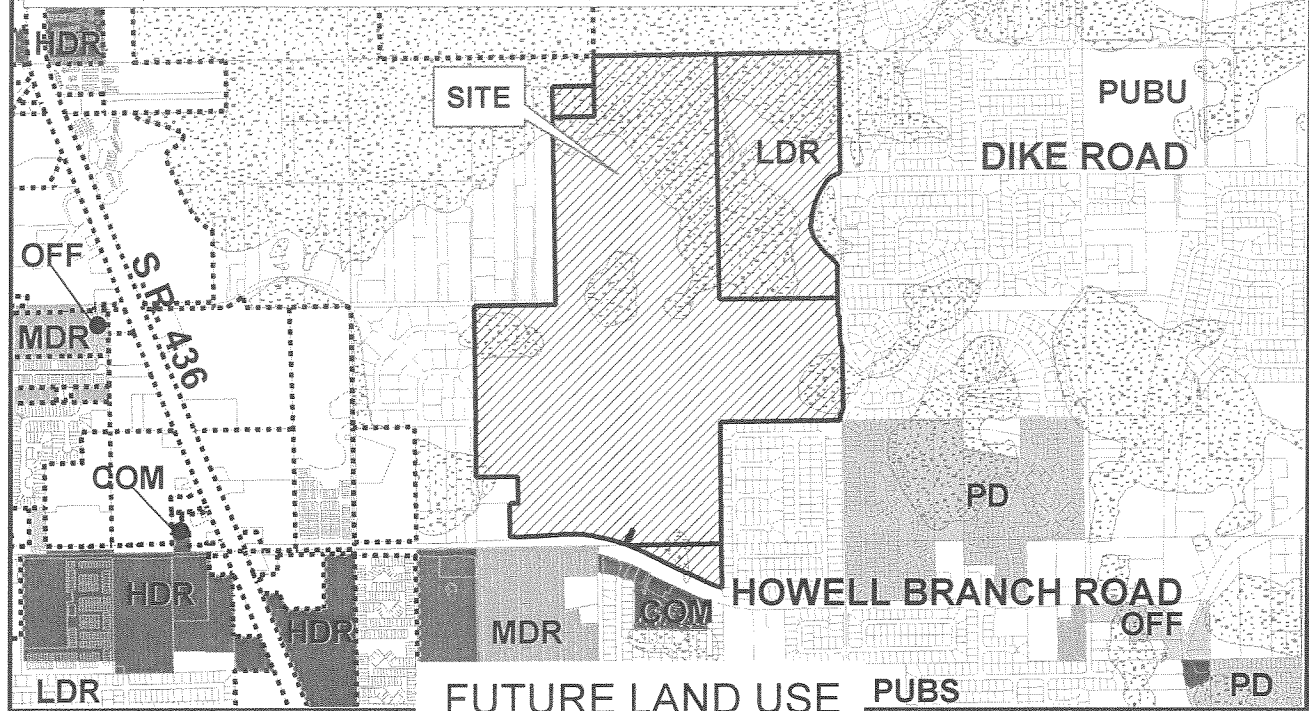 HDR
SITE
PUBU
LDR
DIKE ROAD
OFF
S R 436
MDR
COM
PD
HDR
HDR
MDR
COM
HOWELL BRANCH ROAD
OFF
LDR
FUTURE LAND USE
PUBS
PD